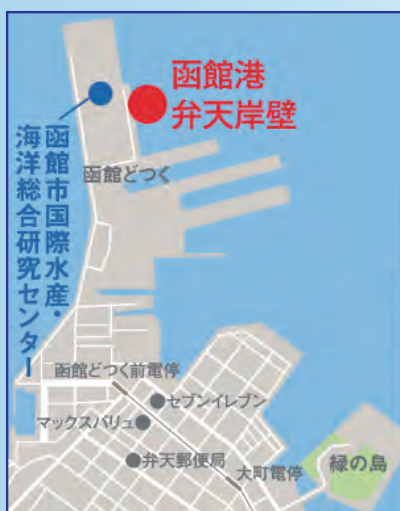 函館港
弁天岸壁
函館市国際水産・
海洋総合研究センター
函館どつく
函館どつく前電停
セブンイレブン
マックスバリュ
弁天郵便局
大町電停
緑の島